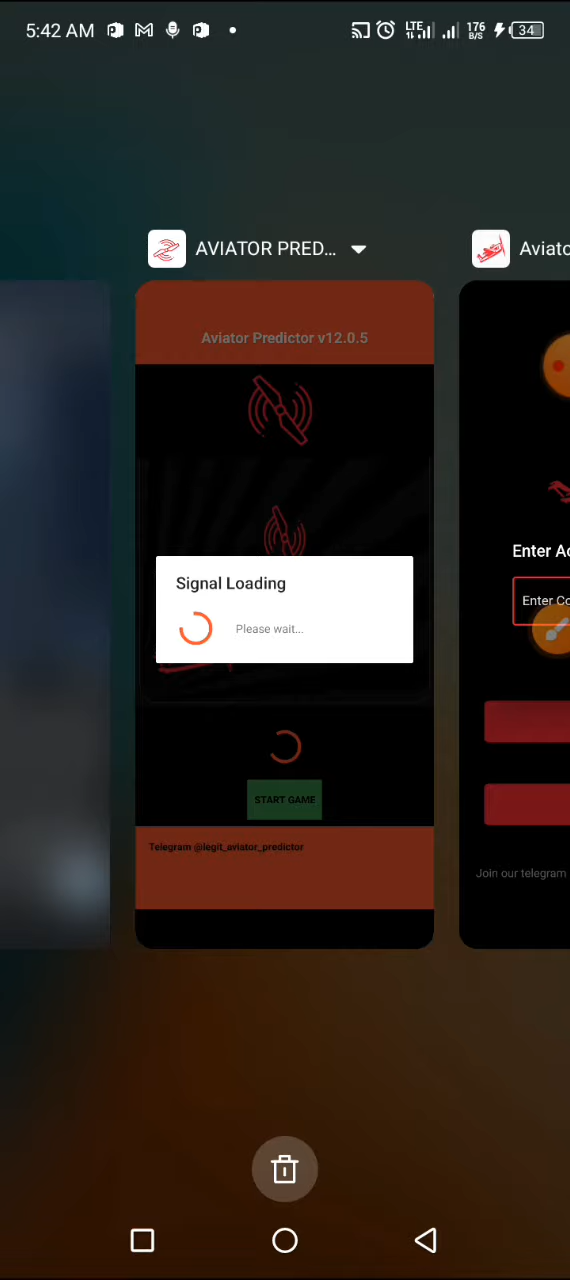 5:42 AM
LTE
176
B/S
34
AVIATOR PRED...
Aviato
Aviator Predictor v12.0.5
Enter Ac
Signal Loading
Enter Co
Please wait...
START GAME
Telegram @legit_aviator_predictor
Join our telegram